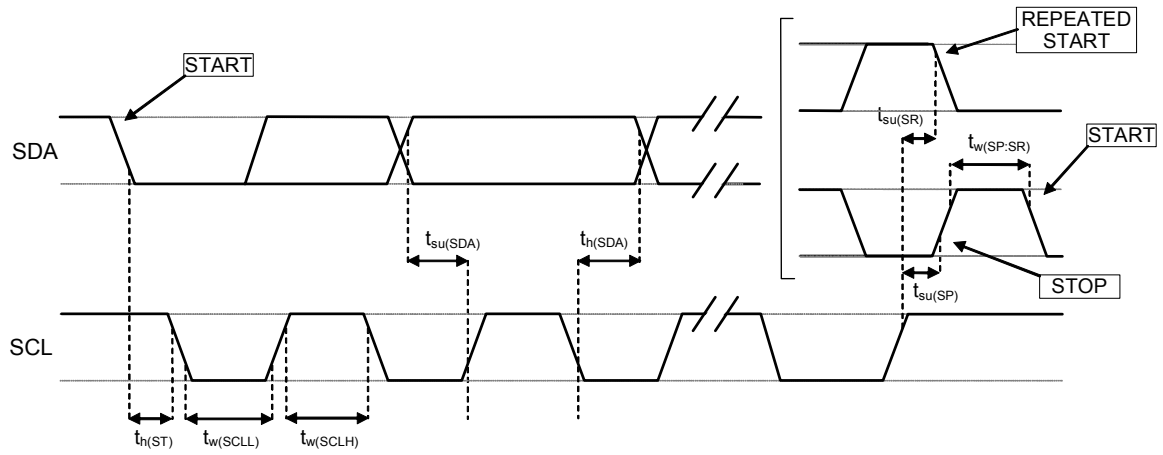 REPEATED
START
START
tsu(SR)
tw(SP:SR)
START
SDA
tsu(SDA)
th(SDA)
tsu(SP)
STOP
SCL
th(ST)
tw(SCLL)
tw(SCLH)